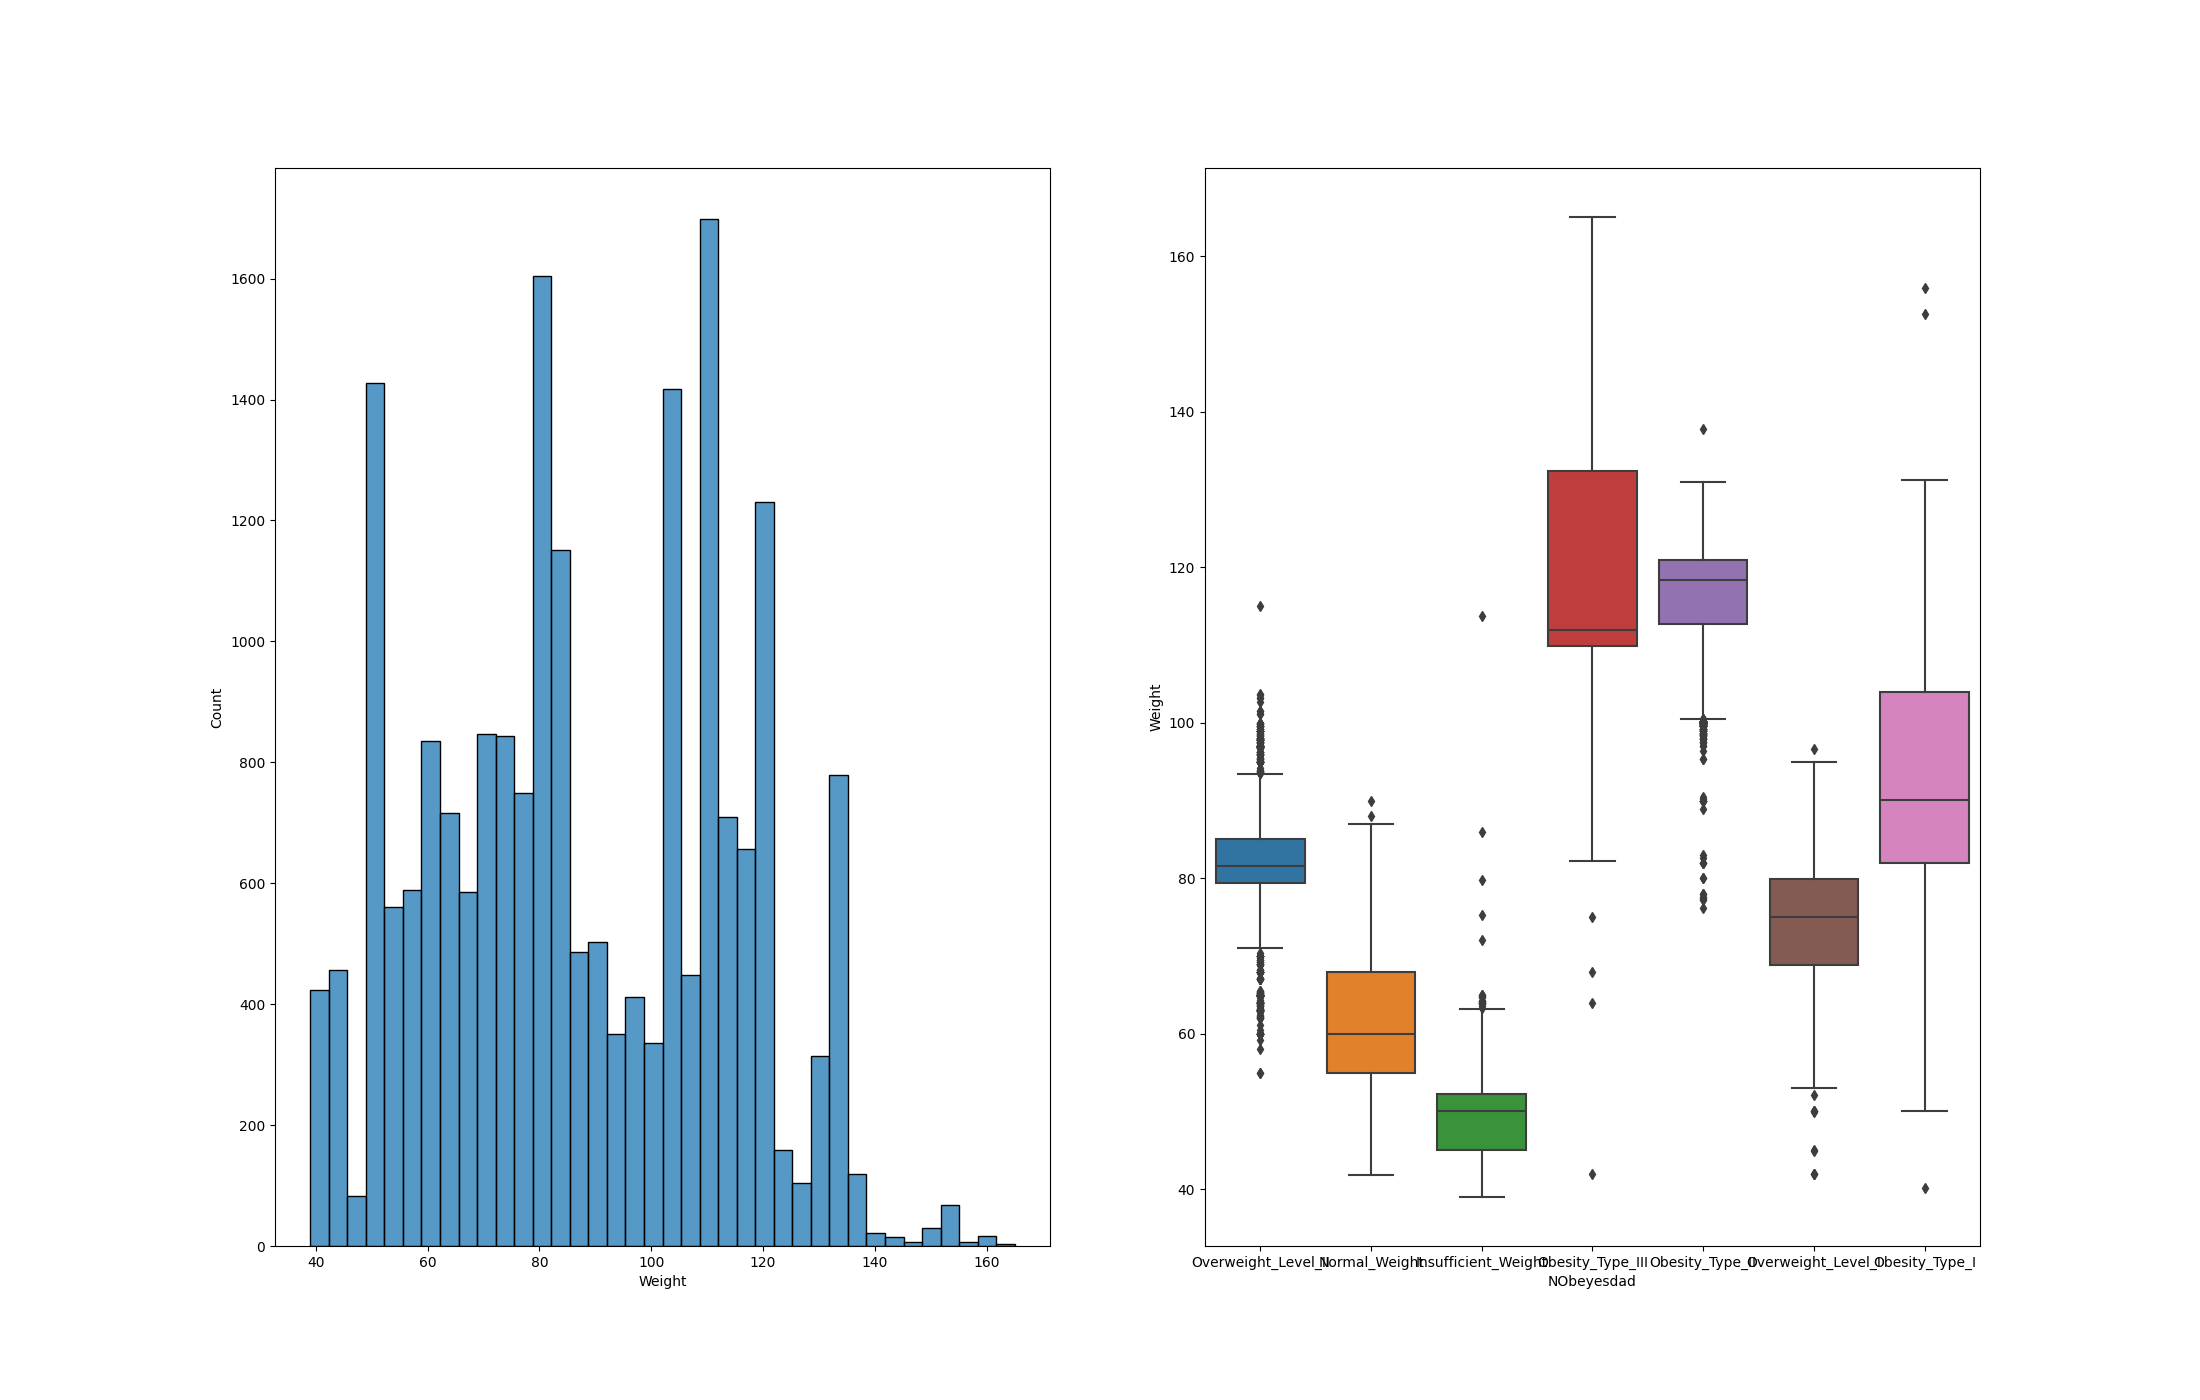 1600
1400
1200
1000
800
600
400
200
0
Count
40 60 80 100 120 140 160
Weight
160
140
120
100
80
60
40
Weight
Overweight_Level_II Normal_Weight Insufficient_Weight Obesity_Type_III Obesity_Type_II Overweight_Level_I Obesity_Type_I
NObeyesdad